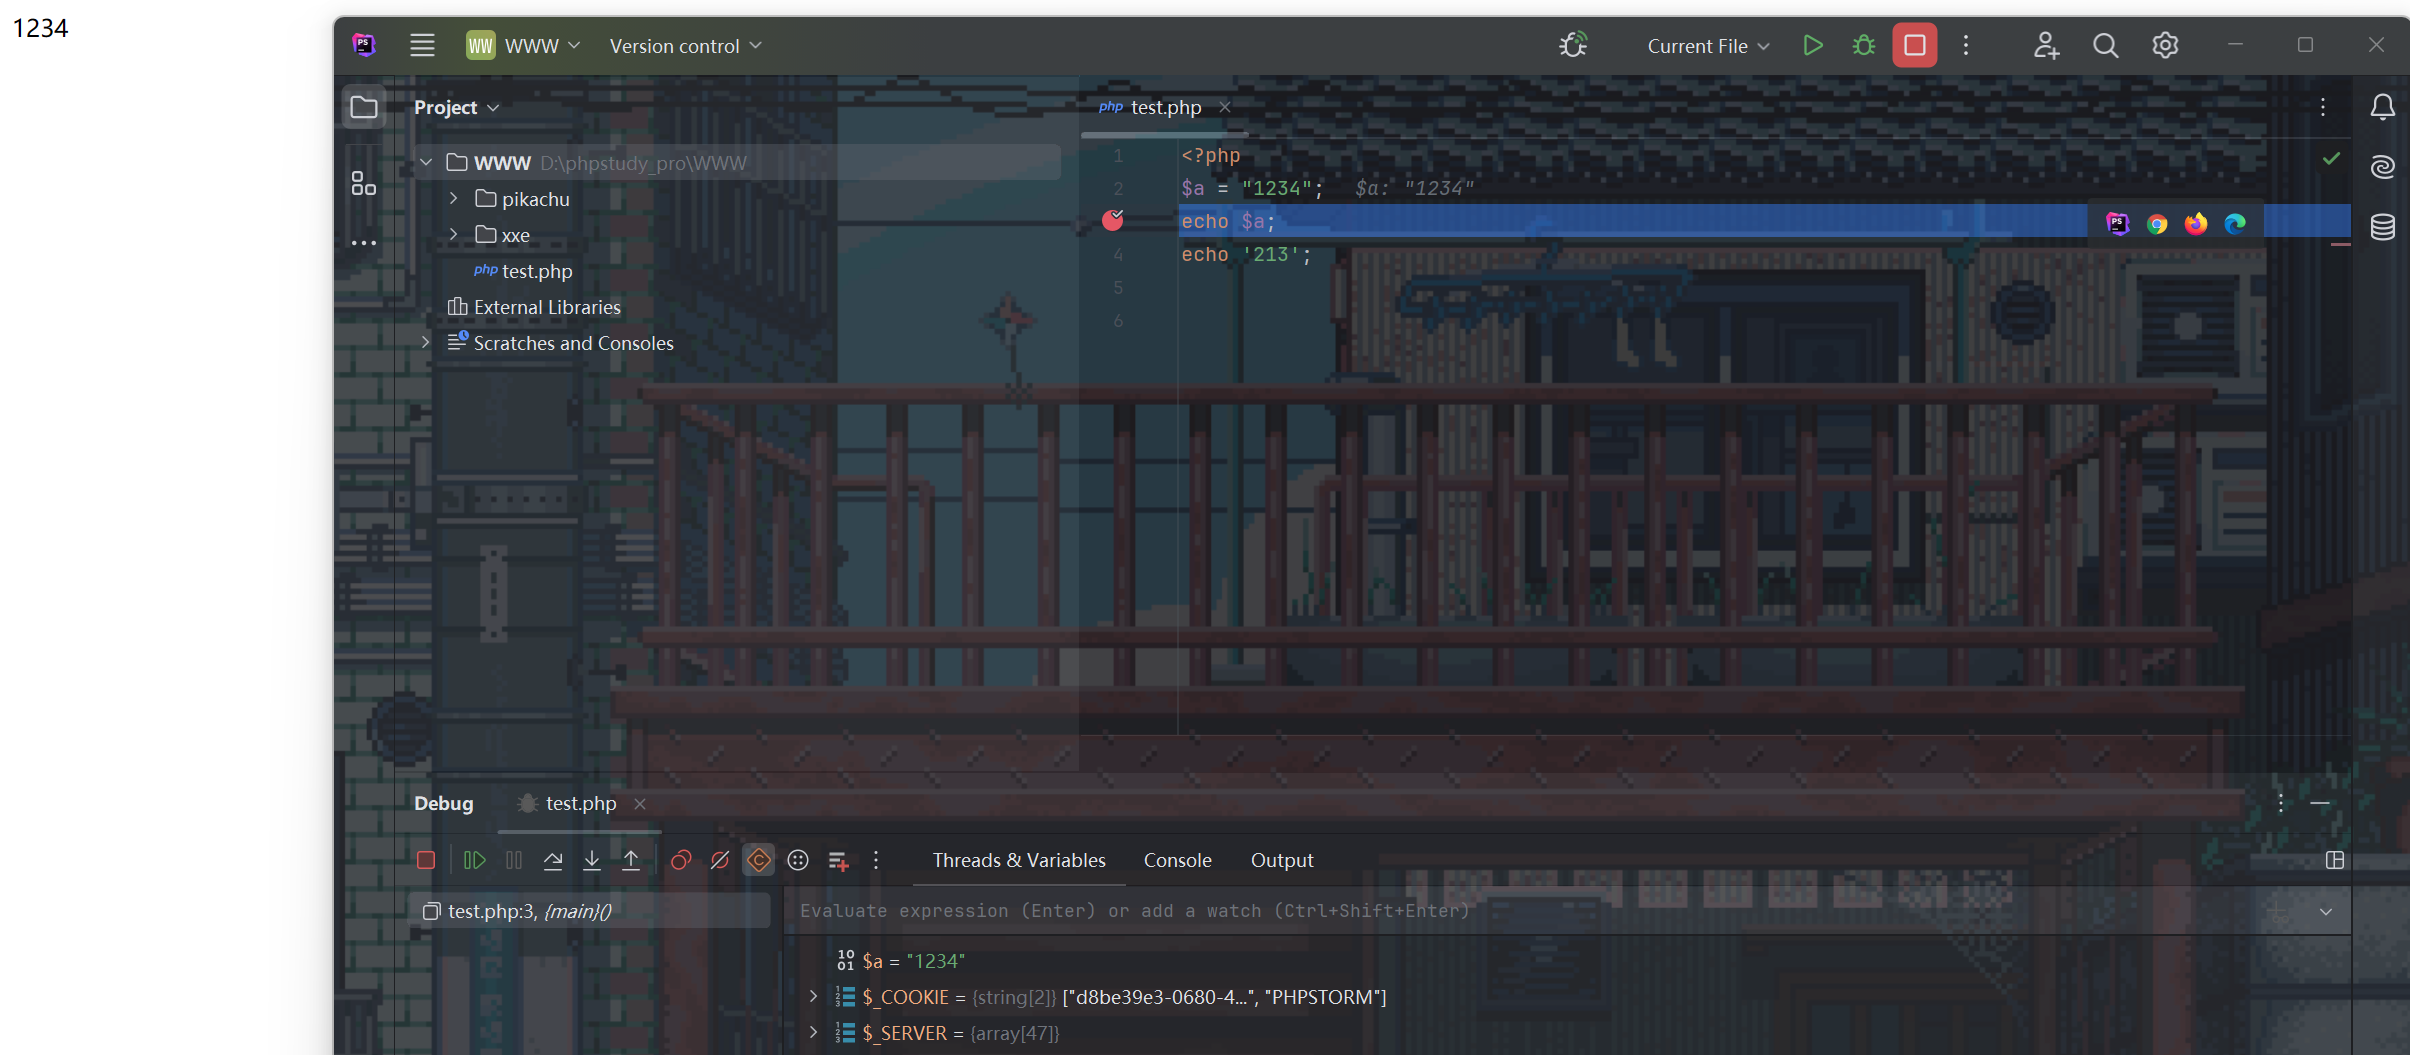 1234
WW WWW Version control
Current File
Project
php test.php
WWW D:\phpstudy_pro\WWW
pikachu
xxe
php test.php
External Libraries
Scratches and Consoles
1 <?php
2 $a = "1234"; $a: "1234"
echo $a;
4 echo '213';
5
6
Debug test.php
Threads & Variables Console Output
test.php:3, {main}()
Evaluate expression (Enter) or add a watch (Ctrl+Shift+Enter)
$a = "1234"
$_COOKIE = {string[2]} ["d8be39e3-0680-4...", "PHPSTORM"]
$_SERVER = {array[47]}